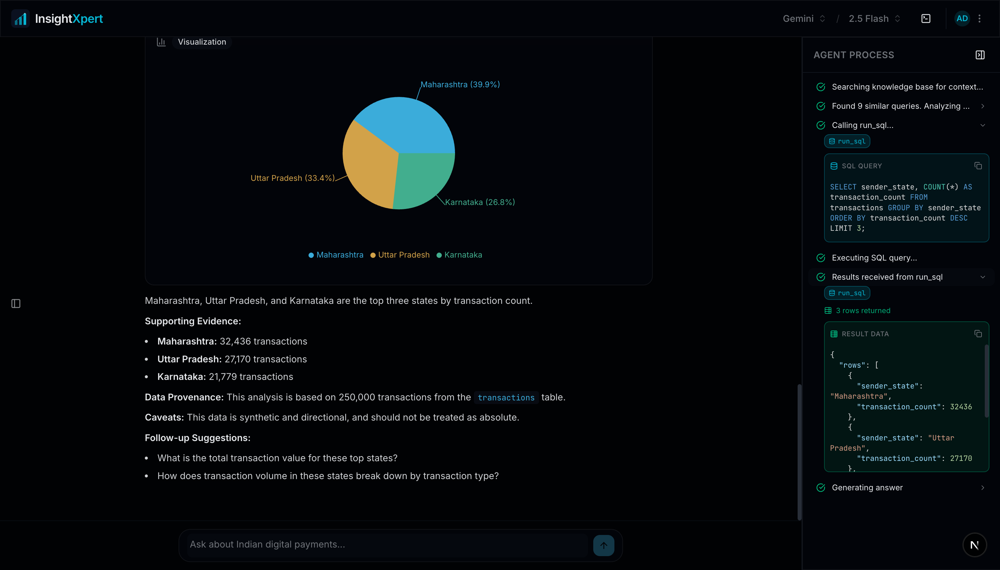 InsightXpert
Gemini / 2.5 Flash
AD
Visualization
Maharashtra (39.9%)
Uttar Pradesh (33.4%)
Karnataka (26.8%)
Maharashtra Uttar Pradesh Karnataka
Maharashtra, Uttar Pradesh, and Karnataka are the top three states by transaction count.
Supporting Evidence:
• Maharashtra: 32,436 transactions
• Uttar Pradesh: 27,170 transactions
• Karnataka: 21,779 transactions
Data Provenance: This analysis is based on 250,000 transactions from the transactions table.
Caveats: This data is synthetic and directional, and should not be treated as absolute.
Follow-up Suggestions:
• What is the total transaction value for these top states?
• How does transaction volume in these states break down by transaction type?
Ask about Indian digital payments...
AGENT PROCESS
Searching knowledge base for context...
Found 9 similar queries. Analyzing ...
Calling run_sql...
run_sql
SQL QUERY
SELECT sender_state, COUNT(*) AS
transaction_count FROM
transactions GROUP BY sender_state
ORDER BY transaction_count DESC
LIMIT 3;
Executing SQL query...
Results received from run_sql
run_sql
3 rows returned
RESULT DATA
{
"rows": [
{
"sender_state":
"Maharashtra",
"transaction_count": 32436
},
{
"sender_state": "Uttar
Pradesh",
"transaction_count": 27170
},
Generating answer
N